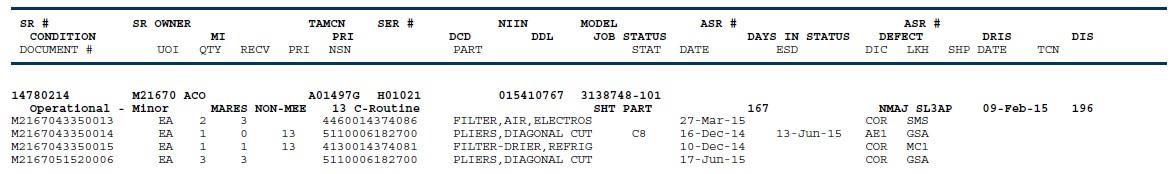 SR # SR OWNER TAMCN SER # NIIN MODEL ASR # ASR #
CONDITION MI PRI DCD JOB STATUS DAYS IN STATUS DEFECT DRIS DIS
DOCUMENT # UOI QTY RECV PRI NSN PART DDL STAT DATE ESD DIC LKH SHP DATE TCN
14780214 M21670 ACO A01497G H01021 015410767 3138748-101
Operational - Minor MARES NON-MEE 13 C-Routine SHT PART 167 NMAJ SL3AP 09-Feb-15 196
M2167043350013 EA 2 3 4460014374086 FILTER,AIR,ELECTROS 27-Mar-15 COR SMS
M2167043350014 EA 1 0 13 5110006182700 PLIERS,DIAGONAL CUT C8 16-Dec-14 13-Jun-15 AE1 GSA
M2167043350015 EA 1 1 13 4130014374081 FILTER-DRIER,REFRIG 10-Dec-14 COR MC1
M2167051520006 EA 3 3 5110006182700 PLIERS,DIAGONAL CUT 17-Jun-15 COR GSA